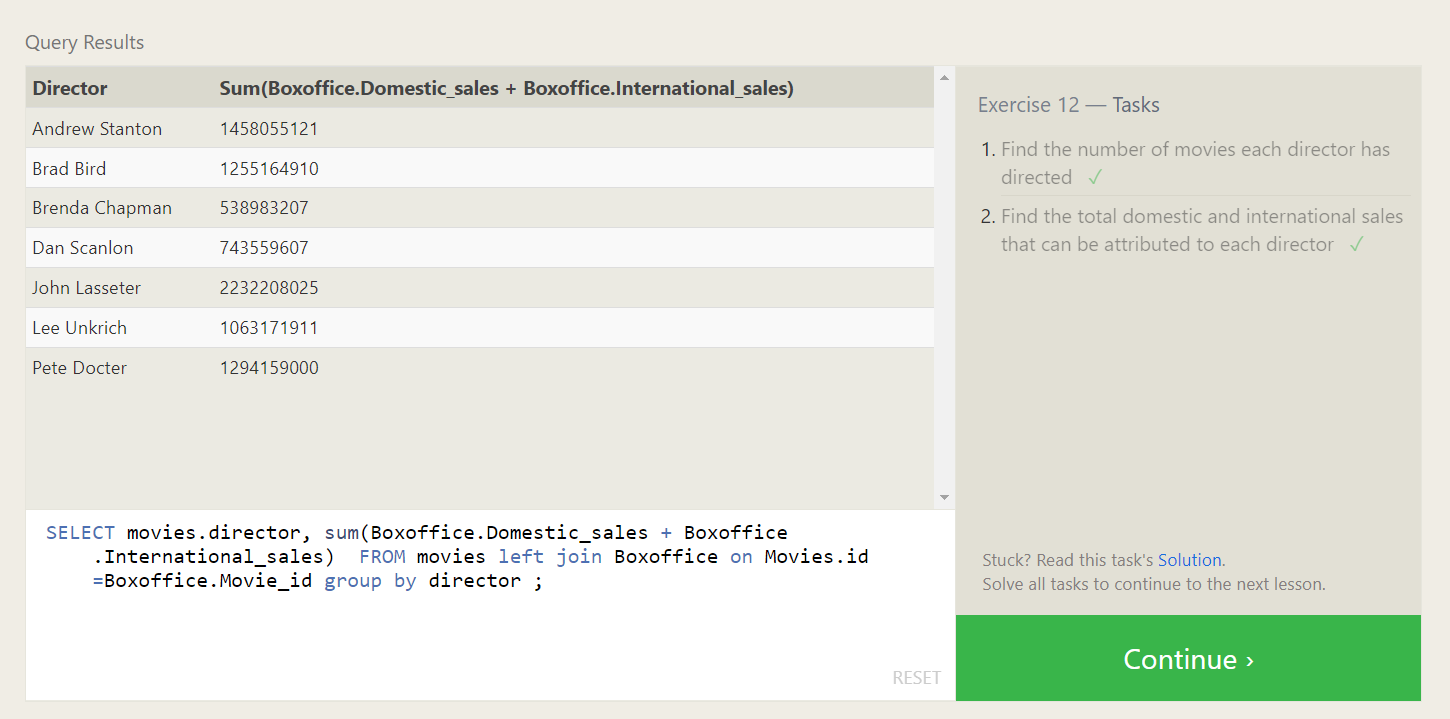 Query Results
Director Sum(Boxoffice.Domestic_sales + Boxoffice.International_sales)
Andrew Stanton 1458055121
Brad Bird 1255164910
Brenda Chapman 538983207
Dan Scanlon 743559607
John Lasseter 2232208025
Lee Unkrich 1063171911
Pete Docter 1294159000
SELECT movies.director, sum(Boxoffice.Domestic_sales + Boxoffice
.International_sales)  FROM movies left join Boxoffice on Movies.id
=Boxoffice.Movie_id group by director ;
RESET
Exercise 12 — Tasks
1. Find the number of movies each director has
directed ✓
2. Find the total domestic and international sales
that can be attributed to each director ✓
Stuck? Read this task's Solution.
Solve all tasks to continue to the next lesson.
Continue ›